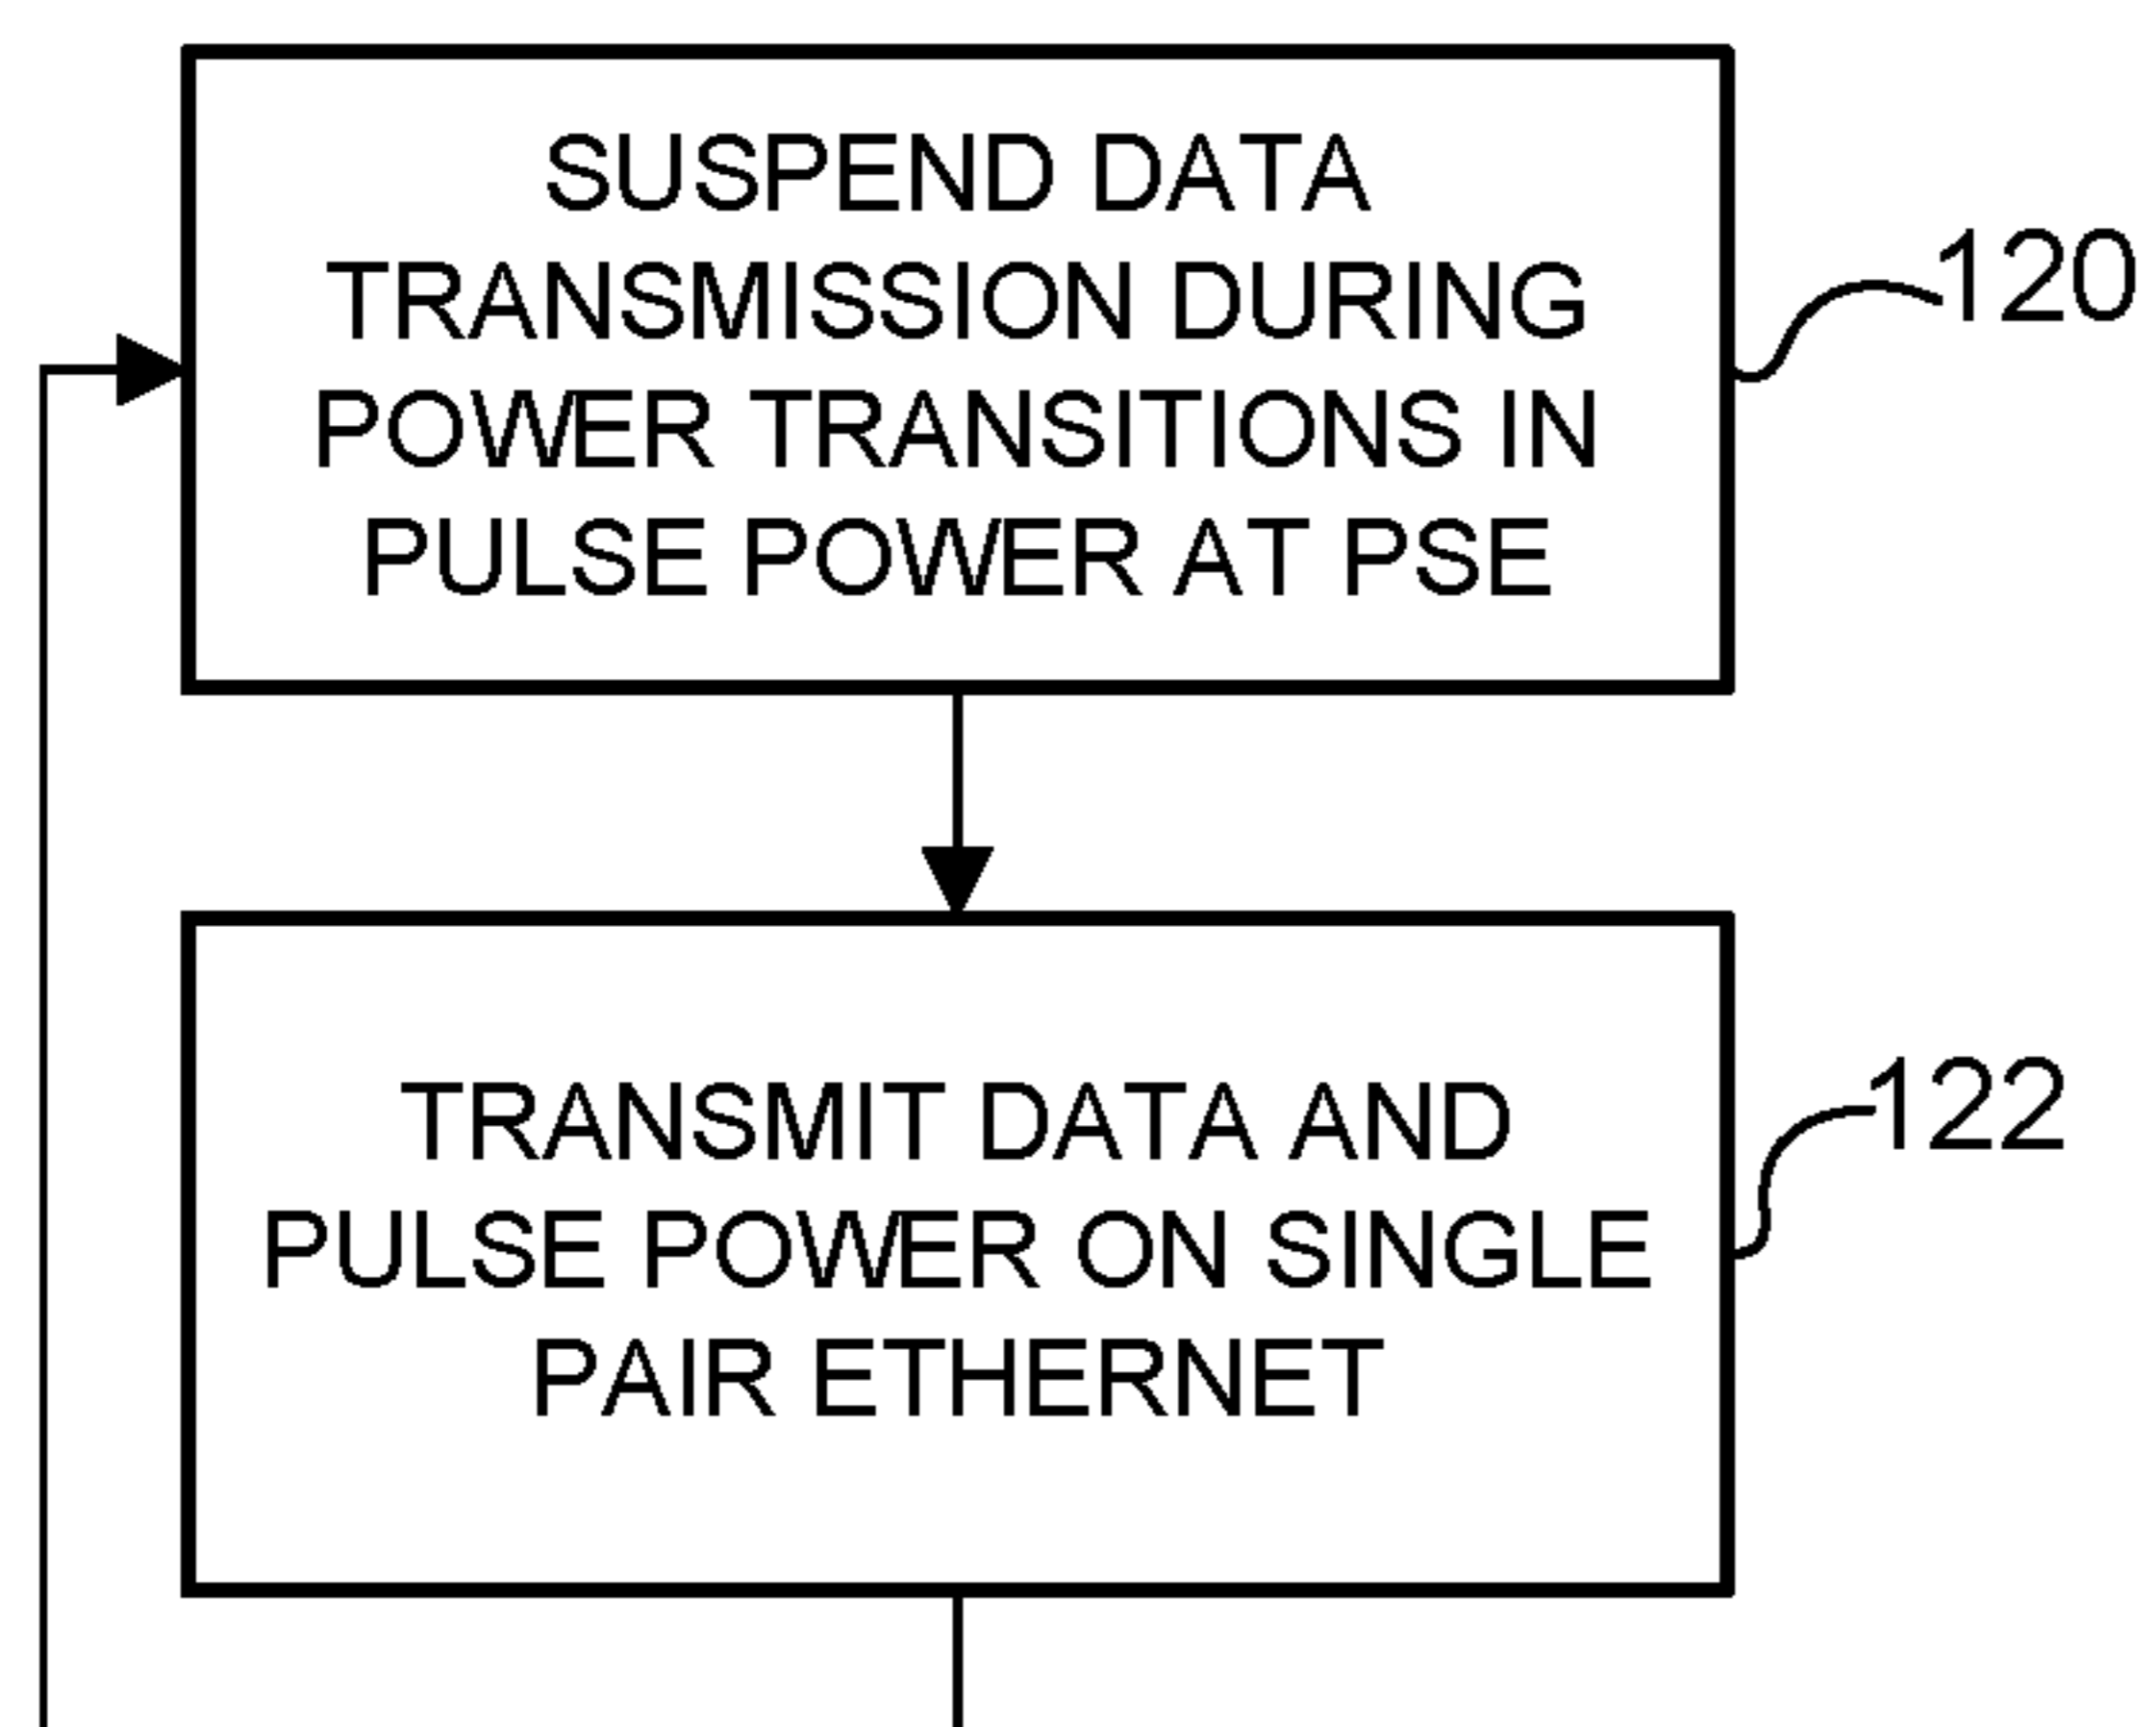 SUSPEND DATA
TRANSMISSION DURING
POWER TRANSITIONS IN
PULSE POWER AT PSE
120
TRANSMIT DATA AND
PULSE POWER ON SINGLE
PAIR ETHERNET
122